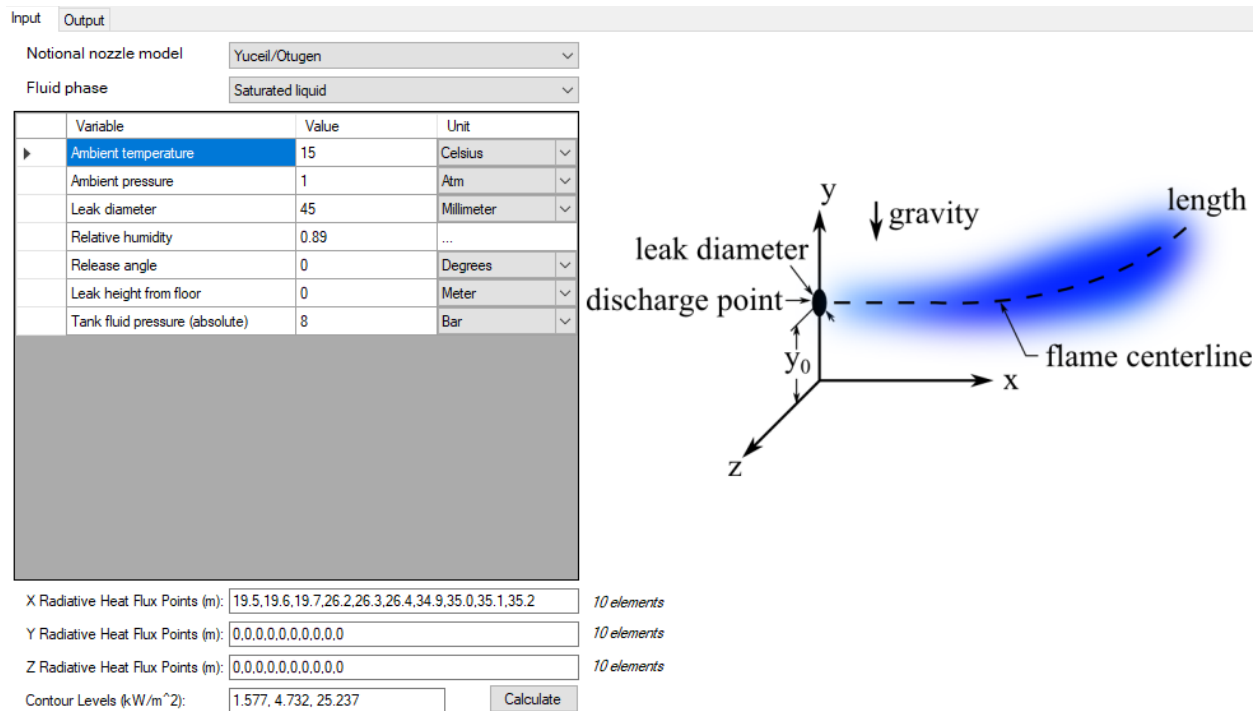 Input Output
Notional nozzle model Yuceil/Otugen
Fluid phase Saturated liquid
Variable Value Unit
Ambient temperature 15 Celsius
Ambient pressure 1 Atm
Leak diameter 45 Millimeter
Relative humidity 0.89 ...
Release angle 0 Degrees
Leak height from floor 0 Meter
Tank fluid pressure (absolute) 8 Bar
y
gravity
length
leak diameter
discharge point
flame centerline
y0
x
z
X Radiative Heat Flux Points (m): 19.5,19.6,19.7,26.2,26.3,26.4,34.9,35.0,35.1,35.2 10 elements
Y Radiative Heat Flux Points (m): 0,0,0,0,0,0,0,0,0,0 10 elements
Z Radiative Heat Flux Points (m): 0,0,0,0,0,0,0,0,0,0 10 elements
Contour Levels (kW/m^2): 1.577, 4.732, 25.237 Calculate